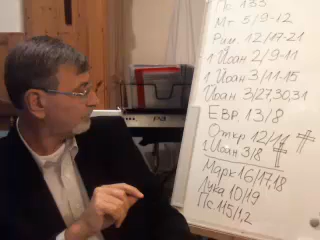 Пс 133
Мт 5/9-12
Рим. 12/17-21
1 Иоан 2/9-11
1. Иоан 3/11-15
Иоан 3/27,30,31
ЕВР. 13/8
Откр 12/11
1. Иоан 3/8
Марк 16/17,18
Лука 10/19
Пс 115/1,2